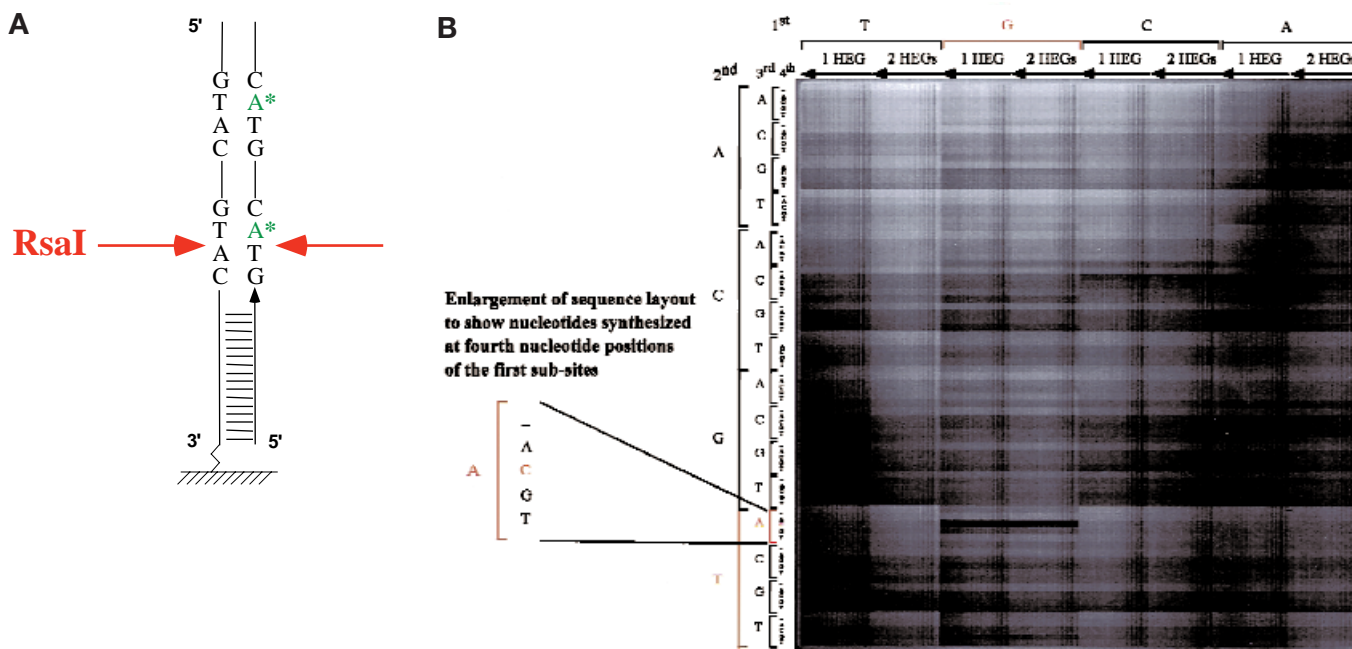 A
5'
G C
T A*
A T
C G
G C
T A*
A T
C G
RsaI
3' 5'
B
1st T G C A
1 HEG 2 HEGs 1 HEG 2 HEGs 1 HEG 2 HEGs 1 HEG 2 HEGs
2nd 3rd 4th
A
A
C
G
T
C
A
C
G
T
G
A
C
G
T
T
A
C
G
T
Enlargement of sequence layout
to show nucleotides synthesized
at fourth nucleotide positions
of the first sub-sites
A
–
A
C
G
T